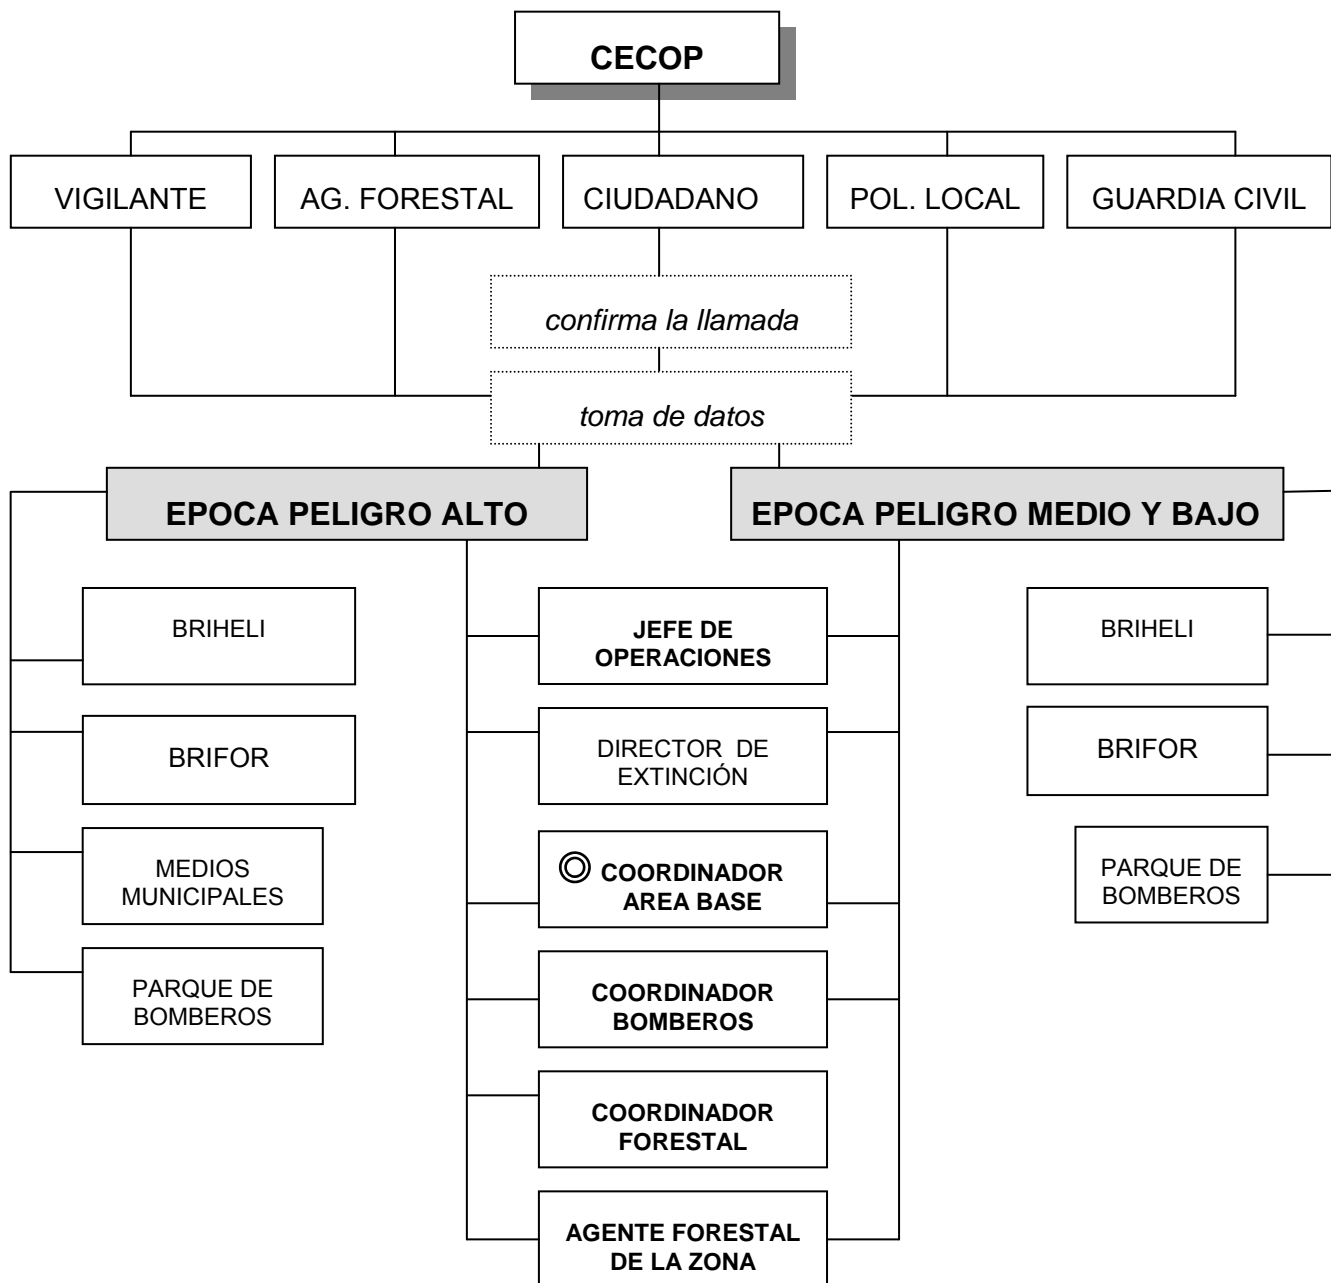 CECOP
VIGILANTE
AG. FORESTAL
CIUDADANO
POL. LOCAL
GUARDIA CIVIL
confirma la llamada
toma de datos
EPOCA PELIGRO ALTO
EPOCA PELIGRO MEDIO Y BAJO
BRIHELI
BRIFOR
MEDIOS
MUNICIPALES
PARQUE DE
BOMBEROS
JEFE DE
OPERACIONES
DIRECTOR DE
EXTINCIÓN
COORDINADOR
AREA BASE
COORDINADOR
BOMBEROS
COORDINADOR
FORESTAL
AGENTE FORESTAL
DE LA ZONA
BRIHELI
BRIFOR
PARQUE DE
BOMBEROS